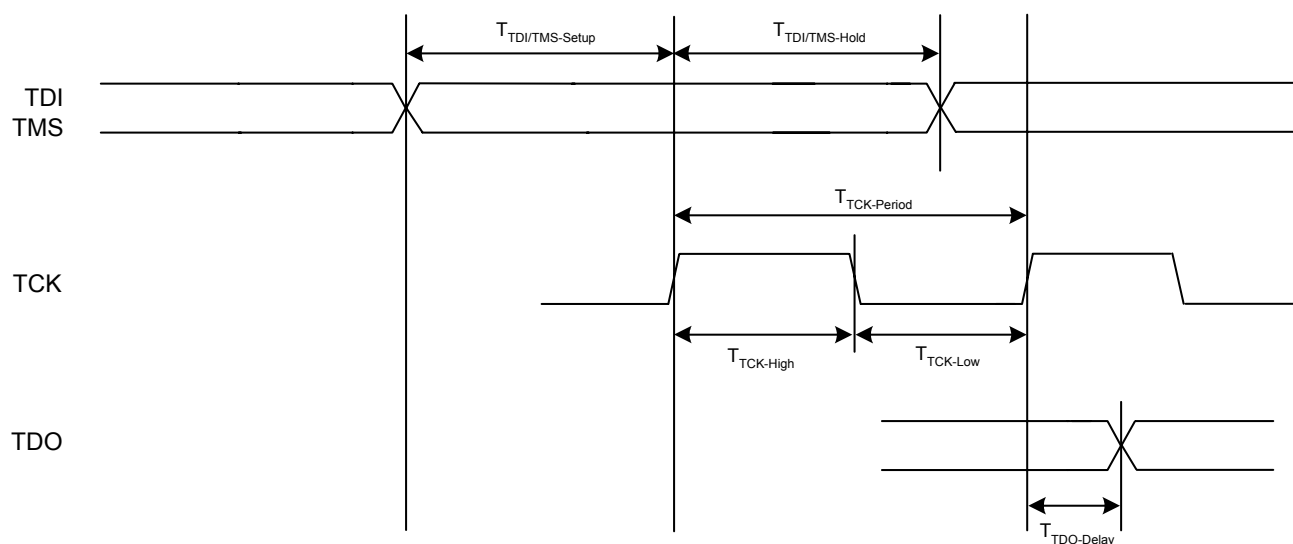 TTDI/TMS-Setup
TTDI/TMS-Hold
TDI
TMS
TTCK-Period
TCK
TTCK-High
TTCK-Low
TDO
TTDO-Delay